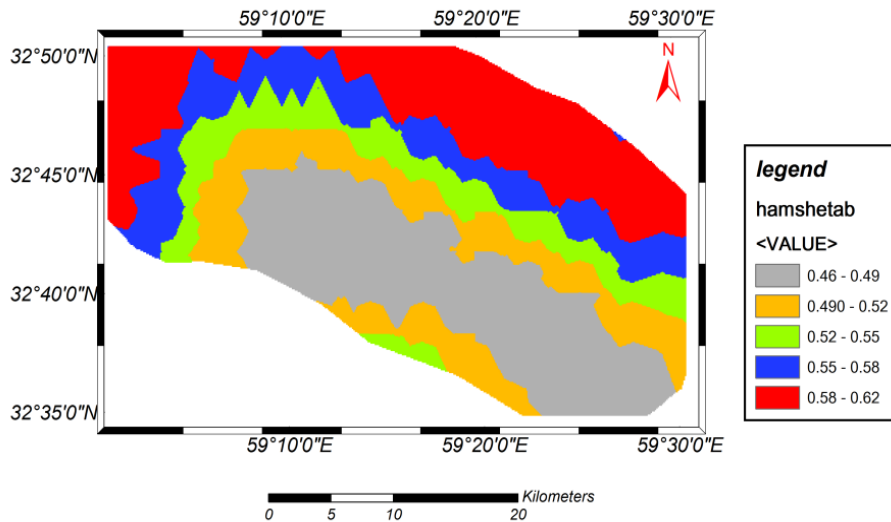 59°10'0"E 59°20'0"E 59°30'0"E
N
32°50'0"N
32°45'0"N
32°40'0"N
32°35'0"N
59°10'0"E 59°20'0"E 59°30'0"E
legend
hamshetab
<VALUE>
0.46 - 0.49
0.490 - 0.52
0.52 - 0.55
0.55 - 0.58
0.58 - 0.62
Kilometers
0 5 10 20